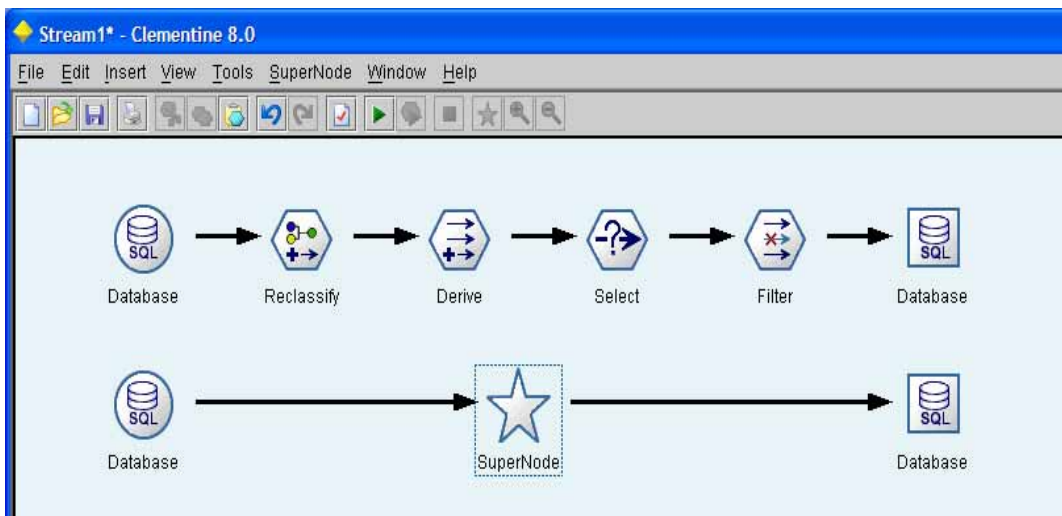 Stream1* - Clementine 8.0
File Edit Insert View Tools SuperNode Window Help
SQL SQL
Database Reclassify Derive Select Filter Database
SQL SQL
Database SuperNode Database